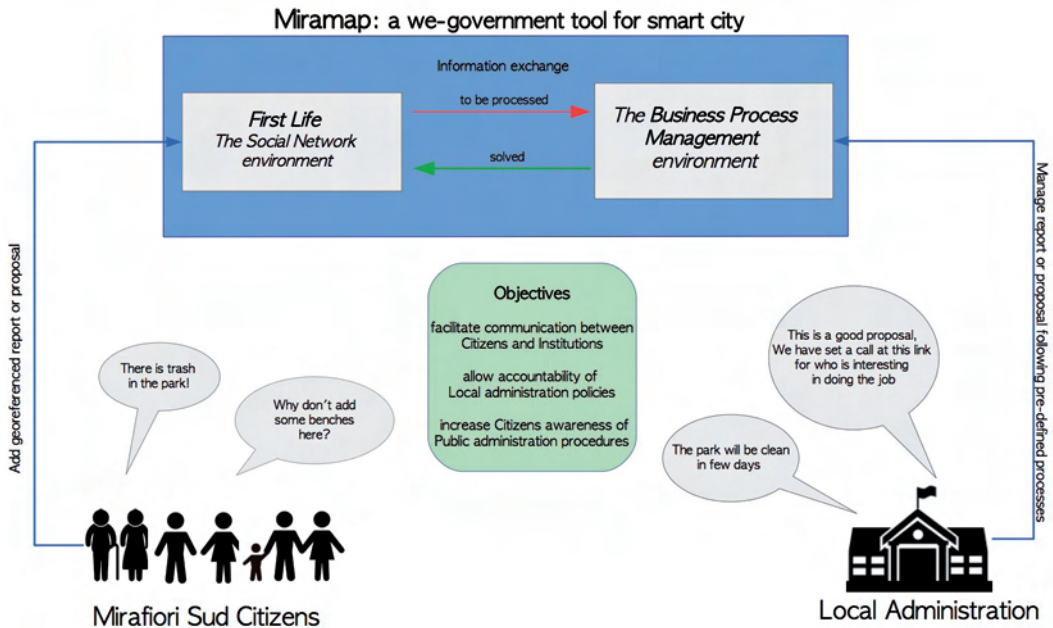 Miramap: a we-government tool for smart city
Information exchange
to be processed
First Life
The Social Network
environment
The Business Process
Management
environment
solved
Add georeferenced report or proposal
Manage report or proposal following pre-defined processes
Objectives
facilitate communication between
Citizens and Institutions
allow accountability of
Local administration policies
increase Citizens awareness of
Public administration procedures
There is trash
in the park!
Why don't add
some benches
here?
This is a good proposal,
We have set a call at this link
for who is interesting
in doing the job
The park will be clean
in few days
Mirafiori Sud Citizens
Local Administration